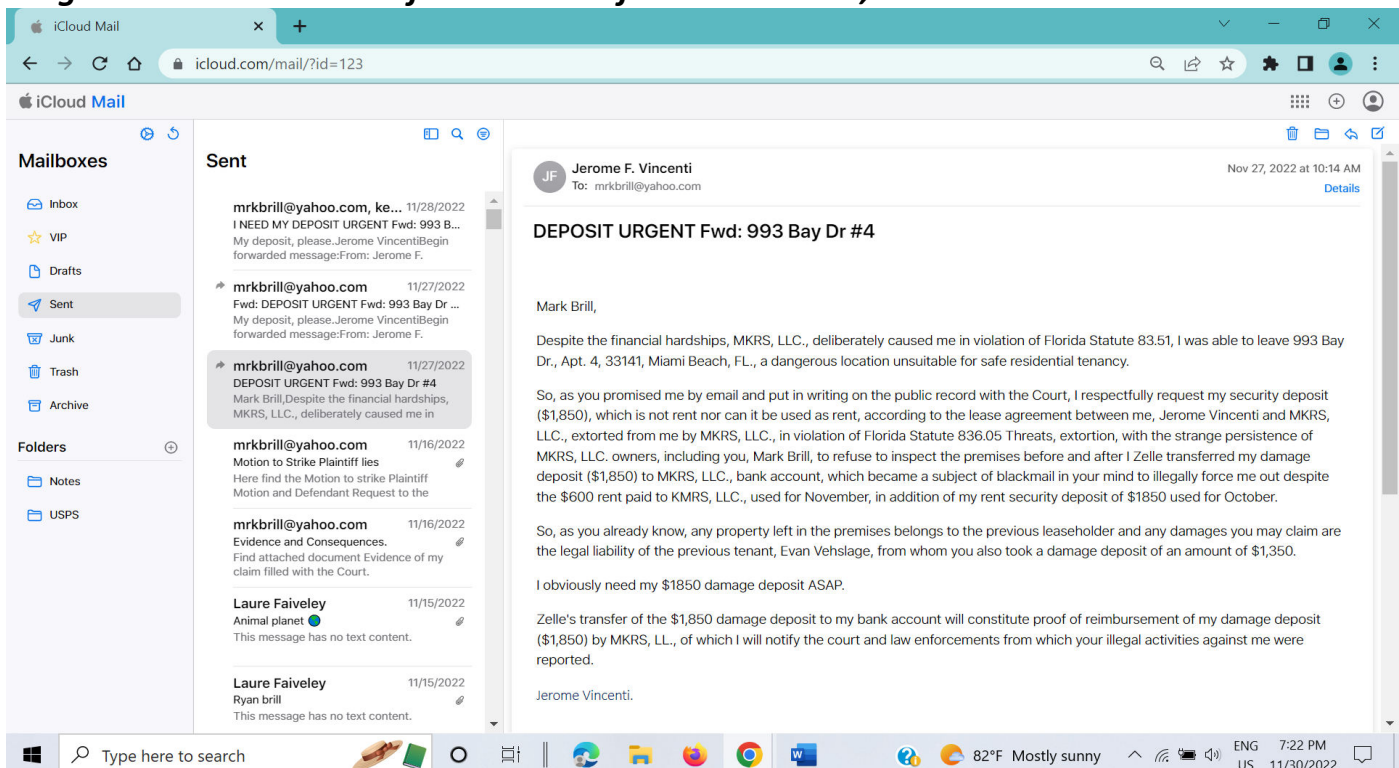 iCloud Mail
icloud.com/mail/?id=123
iCloud Mail
Mailboxes
Inbox
VIP
Drafts
Sent
Junk
Trash
Archive
Folders
Notes
USPS
Sent
mrkbrill@yahoo.com, ke... 11/28/2022
I NEED MY DEPOSIT URGENT Fwd: 993 B...
My deposit, please.Jerome VincentiBegin
forwarded message:From: Jerome F.
mrkbrill@yahoo.com 11/27/2022
Fwd: DEPOSIT URGENT Fwd: 993 Bay Dr ...
My deposit, please.Jerome VincentiBegin
forwarded message:From: Jerome F.
mrkbrill@yahoo.com 11/27/2022
DEPOSIT URGENT Fwd: 993 Bay Dr #4
Mark Brill,Despite the financial hardships,
MKRS, LLC., deliberately caused me in
mrkbrill@yahoo.com 11/16/2022
Motion to Strike Plaintiff lies
Here find the Motion to strike Plaintiff
Motion and Defendant Request to the
mrkbrill@yahoo.com 11/16/2022
Evidence and Consequences.
Find attached document Evidence of my
claim filled with the Court.
Laure Faiveley 11/15/2022
Animal planet
This message has no text content.
Laure Faiveley 11/15/2022
Ryan brill
This message has no text content.
JF
Jerome F. Vincenti
To: mrkbrill@yahoo.com
Nov 27, 2022 at 10:14 AM
Details
DEPOSIT URGENT Fwd: 993 Bay Dr #4
Mark Brill,
Despite the financial hardships, MKRS, LLC., deliberately caused me in violation of Florida Statute 83.51, I was able to leave 993 Bay
Dr., Apt. 4, 33141, Miami Beach, FL., a dangerous location unsuitable for safe residential tenancy.
So, as you promised me by email and put in writing on the public record with the Court, I respectfully request my security deposit
($1,850), which is not rent nor can it be used as rent, according to the lease agreement between me, Jerome Vincenti and MKRS,
LLC., extorted from me by MKRS, LLC., in violation of Florida Statute 836.05 Threats, extortion, with the strange persistence of
MKRS, LLC. owners, including you, Mark Brill, to refuse to inspect the premises before and after I Zelle transferred my damage
deposit ($1,850) to MKRS, LLC., bank account, which became a subject of blackmail in your mind to illegally force me out despite
the $600 rent paid to KMRS, LLC., used for November, in addition of my rent security deposit of $1850 used for October.
So, as you already know, any property left in the premises belongs to the previous leaseholder and any damages you may claim are
the legal liability of the previous tenant, Evan Vehslage, from whom you also took a damage deposit of an amount of $1,350.
I obviously need my $1850 damage deposit ASAP.
Zelle's transfer of the $1,850 damage deposit to my bank account will constitute proof of reimbursement of my damage deposit
($1,850) by MKRS, LL., of which I will notify the court and law enforcements from which your illegal activities against me were
reported.
Jerome Vincenti.
Type here to search
82°F Mostly sunny
ENG
US
7:22 PM
11/30/2022